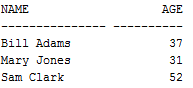 NAME                   AGE
--------------- ----------
Bill Adams              37
Mary Jones              31
Sam Clark               52